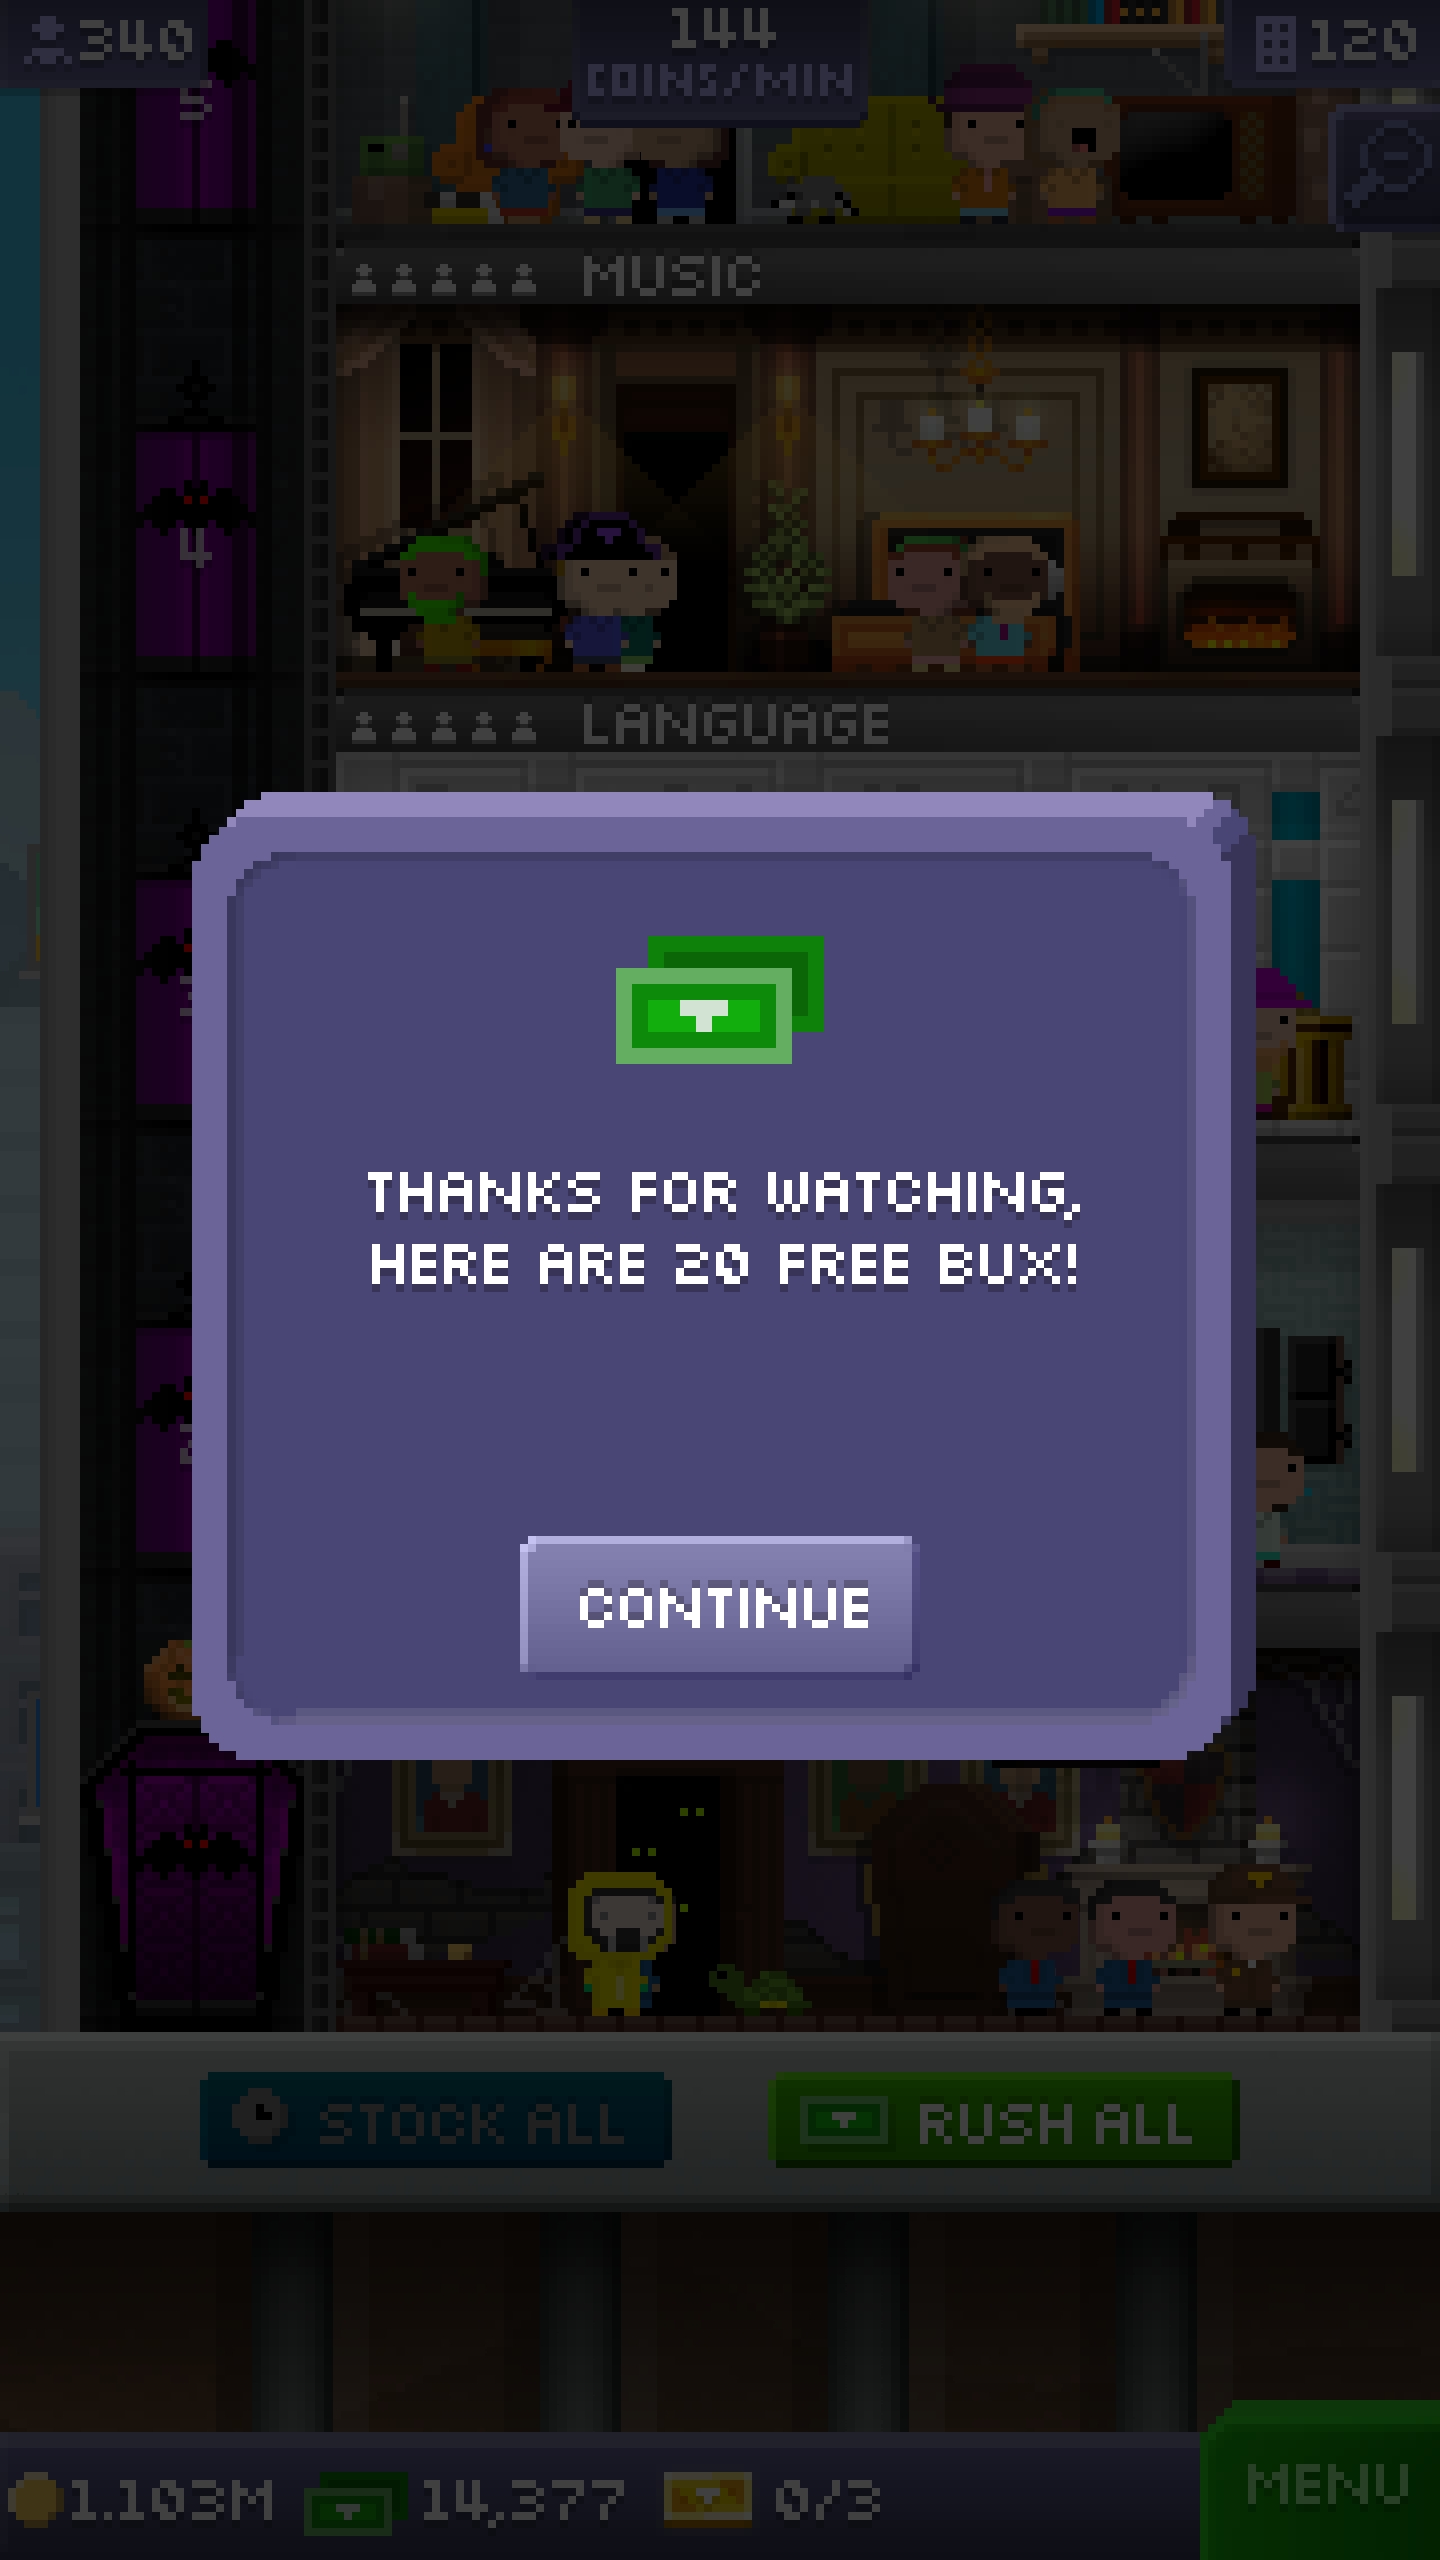 340
144
COINS/MIN
120
5
MUSIC
4
LANGUAGE
THANKS FOR WATCHING,
HERE ARE 20 FREE BUX!
CONTINUE
STOCK ALL
RUSH ALL
1.103M
14,377
0/3
MENU